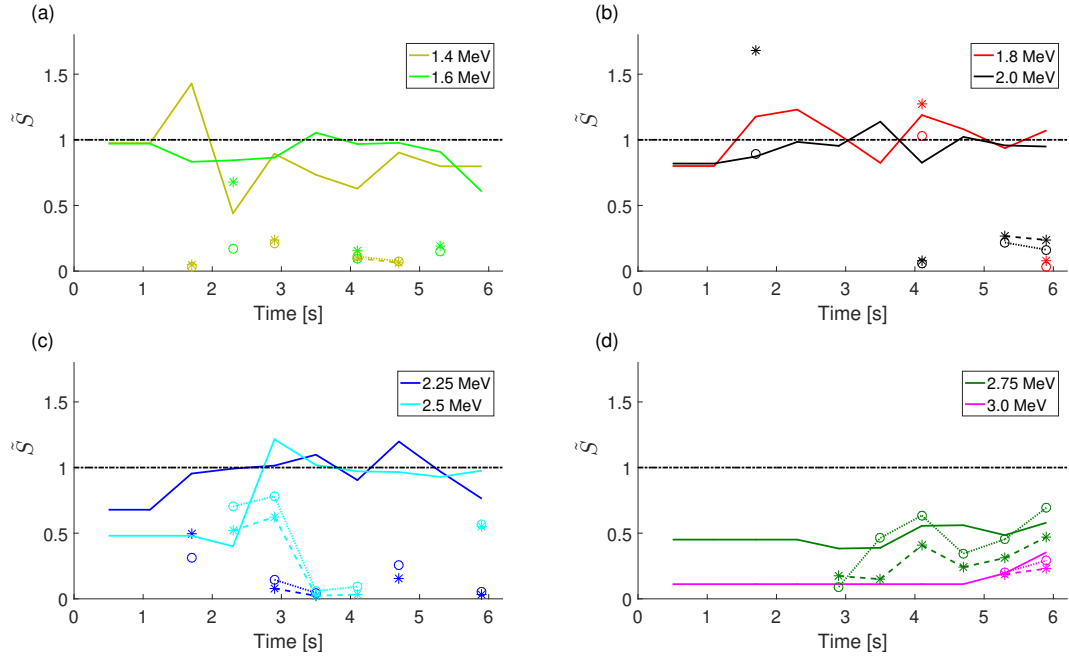 (a)
1.5
1
0.5
0
S̃
1.4 MeV
1.6 MeV
0 1 2 3 4 5 6
Time [s]
(b)
1.5
1
0.5
0
S̃
1.8 MeV
2.0 MeV
0 1 2 3 4 5 6
Time [s]
(c)
1.5
1
0.5
0
S̃
2.25 MeV
2.5 MeV
0 1 2 3 4 5 6
Time [s]
(d)
1.5
1
0.5
0
S̃
2.75 MeV
3.0 MeV
0 1 2 3 4 5 6
Time [s]